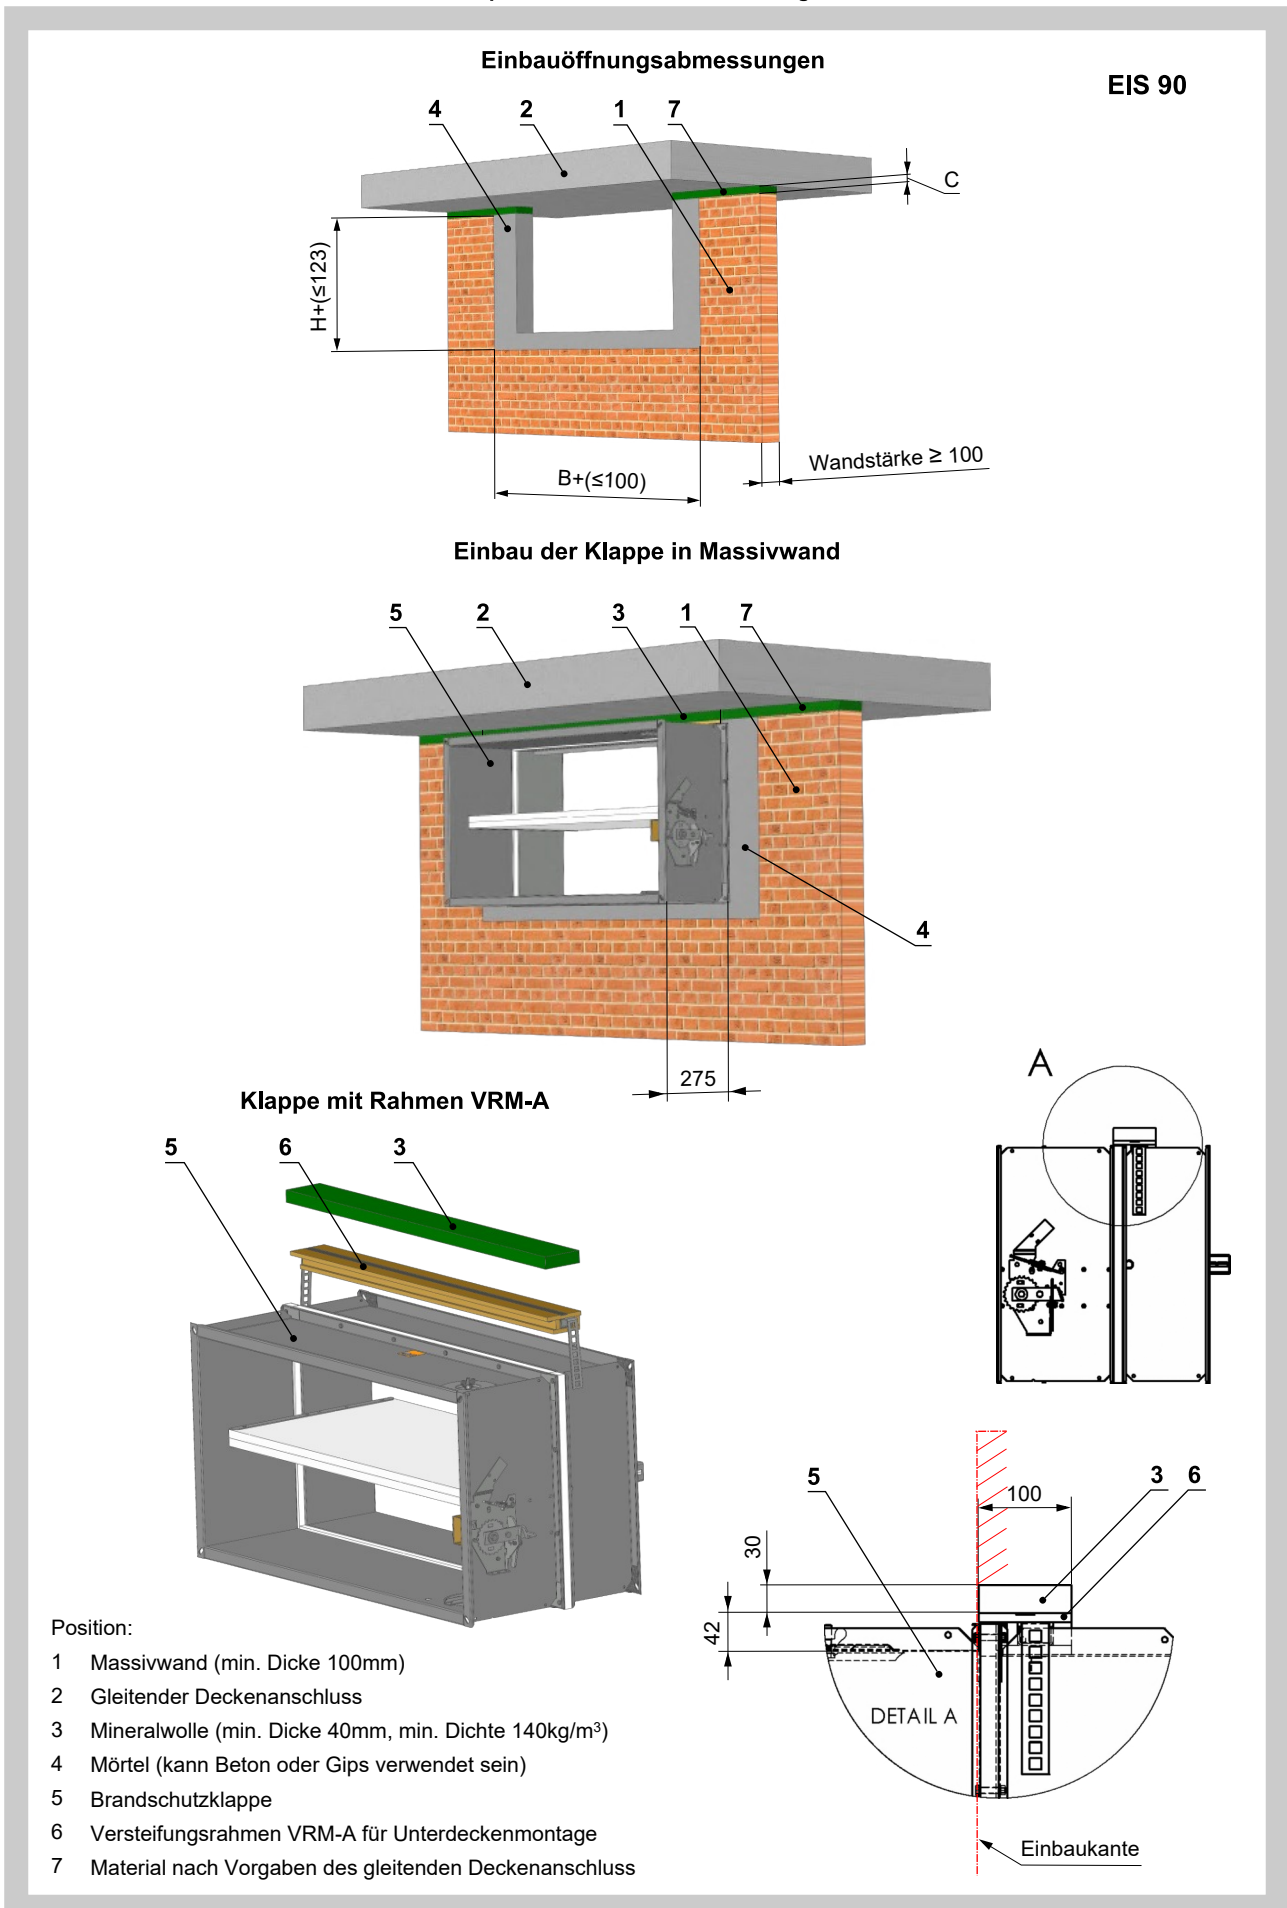 Einbauöffnungsabmessungen
EIS 90
4 2 1 7
C
H+(≤123)
B+(≤100)
Wandstärke ≥ 100
Einbau der Klappe in Massivwand
5 2 3 1 7
4
275
A
Klappe mit Rahmen VRM-A
5 6 3
5 3 6
100
30
42
DETAIL A
Einbaukante
Position:
1 Massivwand (min. Dicke 100mm)
2 Gleitender Deckenanschluss
3 Mineralwolle (min. Dicke 40mm, min. Dichte 140kg/m³)
4 Mörtel (kann Beton oder Gips verwendet sein)
5 Brandschutzklappe
6 Versteifungsrahmen VRM-A für Unterdeckenmontage
7 Material nach Vorgaben des gleitenden Deckenanschluss